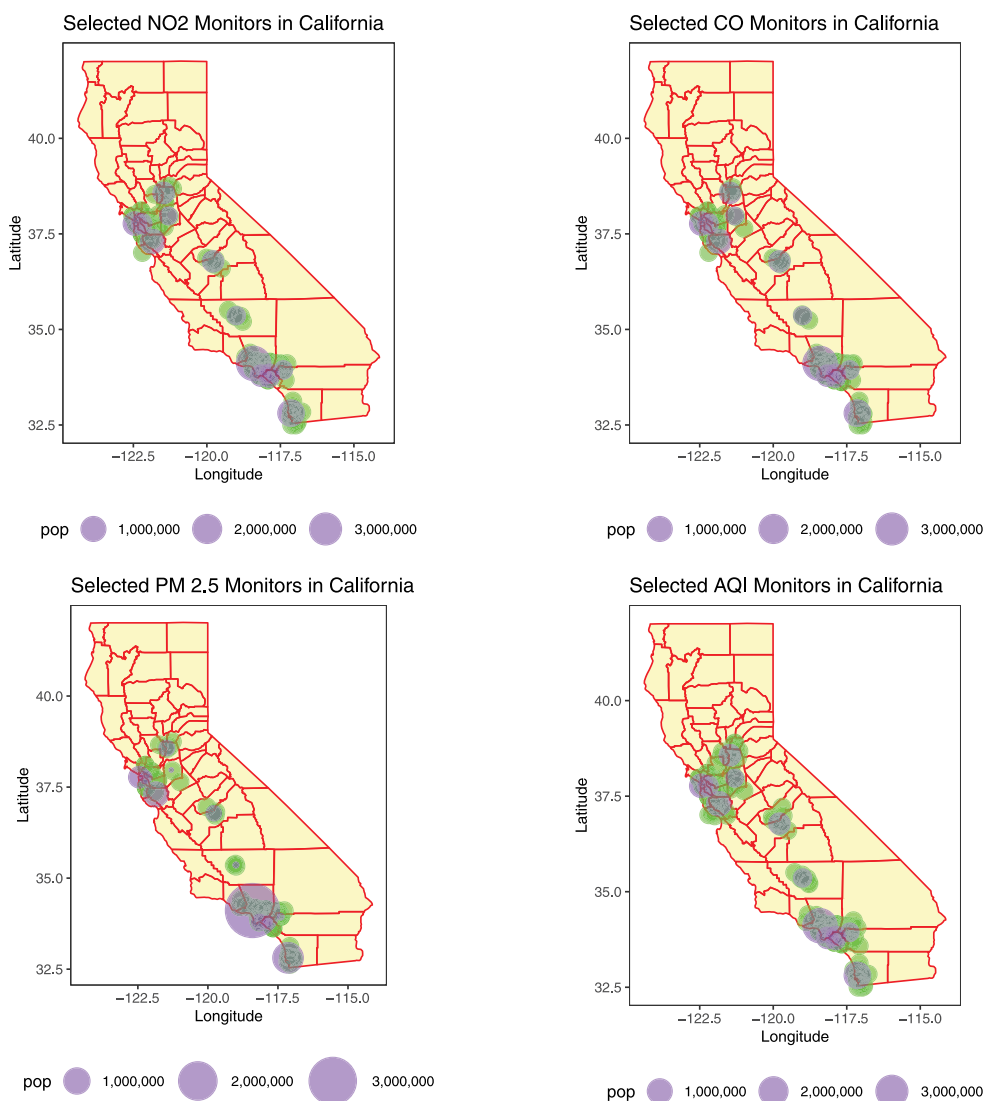 Selected NO2 Monitors in California
40.0
37.5
35.0
32.5
Latitude
−122.5 −120.0 −117.5 −115.0
Longitude
pop 1,000,000 2,000,000 3,000,000
Selected CO Monitors in California
40.0
37.5
35.0
32.5
Latitude
−122.5 −120.0 −117.5 −115.0
Longitude
pop 1,000,000 2,000,000 3,000,000
Selected PM 2.5 Monitors in California
40.0
37.5
35.0
32.5
Latitude
−122.5 −120.0 −117.5 −115.0
Longitude
pop 1,000,000 2,000,000 3,000,000
Selected AQI Monitors in California
40.0
37.5
35.0
32.5
Latitude
−122.5 −120.0 −117.5 −115.0
Longitude
pop 1,000,000 2,000,000 3,000,000